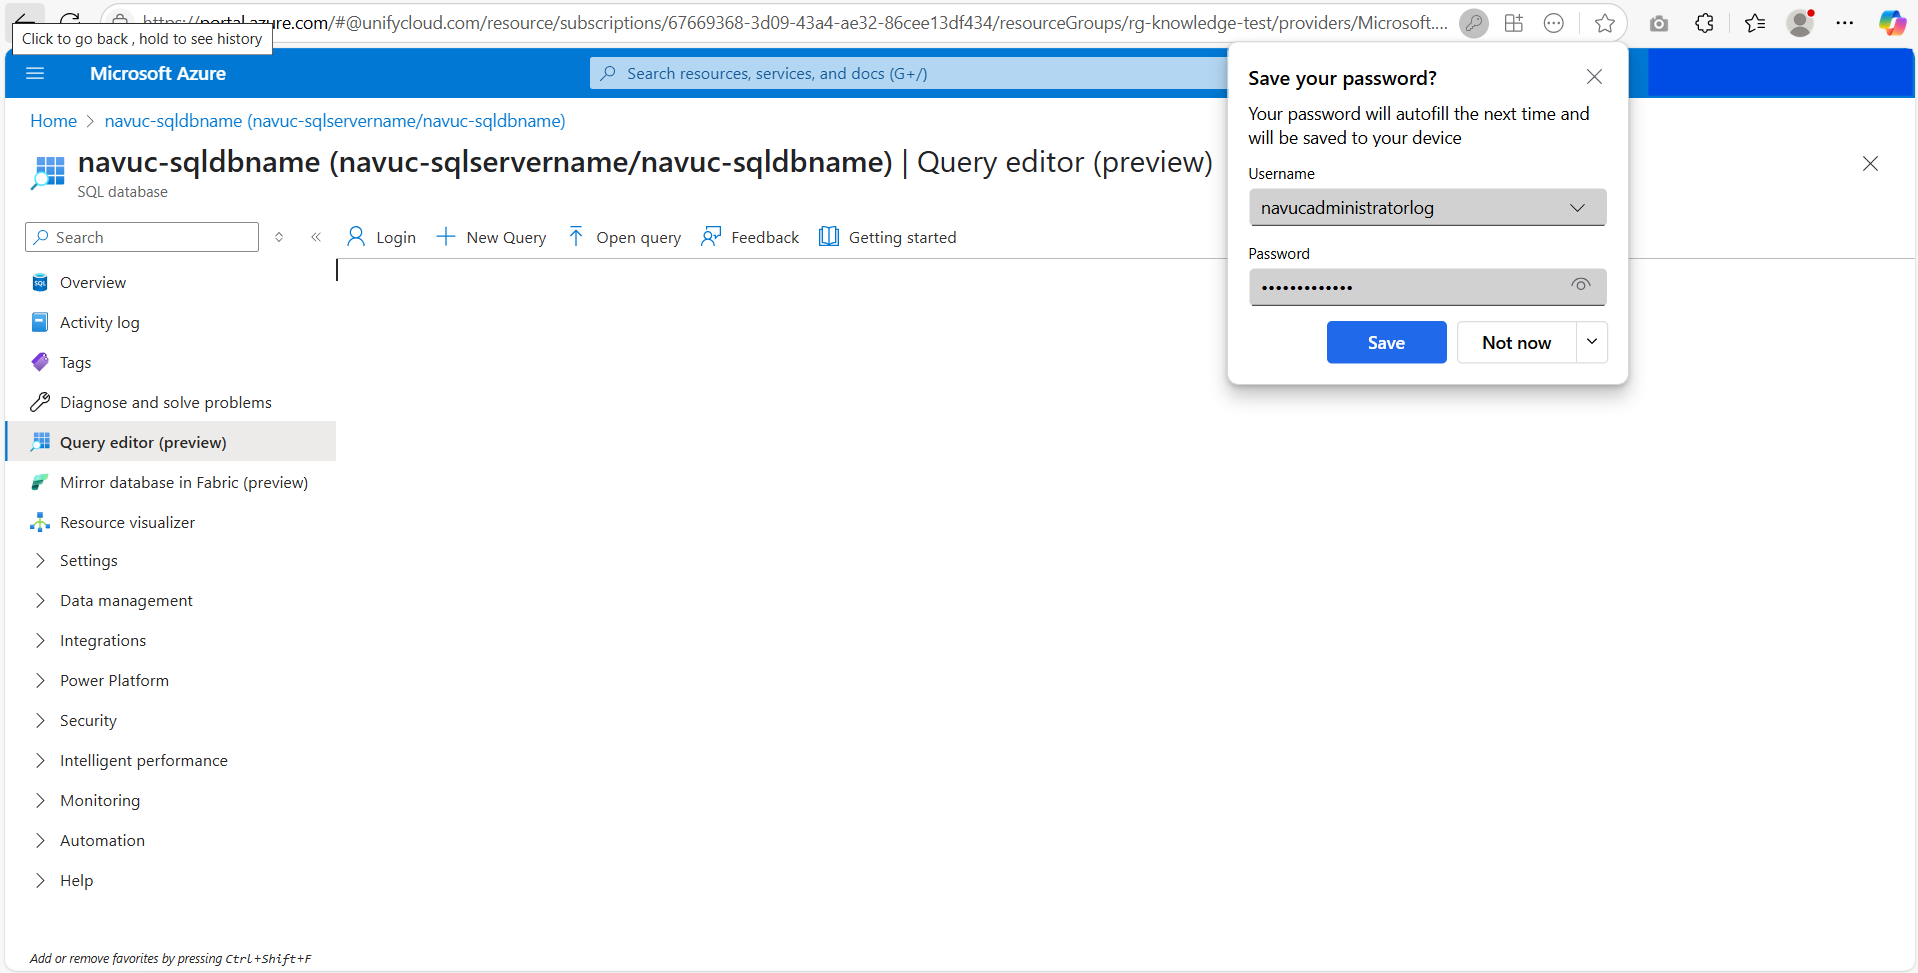 https://portal.azure.com/#@unifycloud.com/resource/subscriptions/67669368-3d09-43a4-ae32-86cee13df434/resourceGroups/rg-knowledge-test/providers/Microsoft....
Click to go back , hold to see history
Microsoft Azure
Search resources, services, and docs (G+/)
Home > navuc-sqldbname (navuc-sqlservername/navuc-sqldbname)
navuc-sqldbname (navuc-sqlservername/navuc-sqldbname) | Query editor (preview)
SQL database
Search
Login
New Query
Open query
Feedback
Getting started
SQL
Overview
Activity log
Tags
Diagnose and solve problems
Query editor (preview)
Mirror database in Fabric (preview)
Resource visualizer
Settings
Data management
Integrations
Power Platform
Security
Intelligent performance
Monitoring
Automation
Help
Add or remove favorites by pressing Ctrl+Shift+F
Save your password?
Your password will autofill the next time and
will be saved to your device
Username
navucadministratorlog
Password
•••••••••••••
Save
Not now